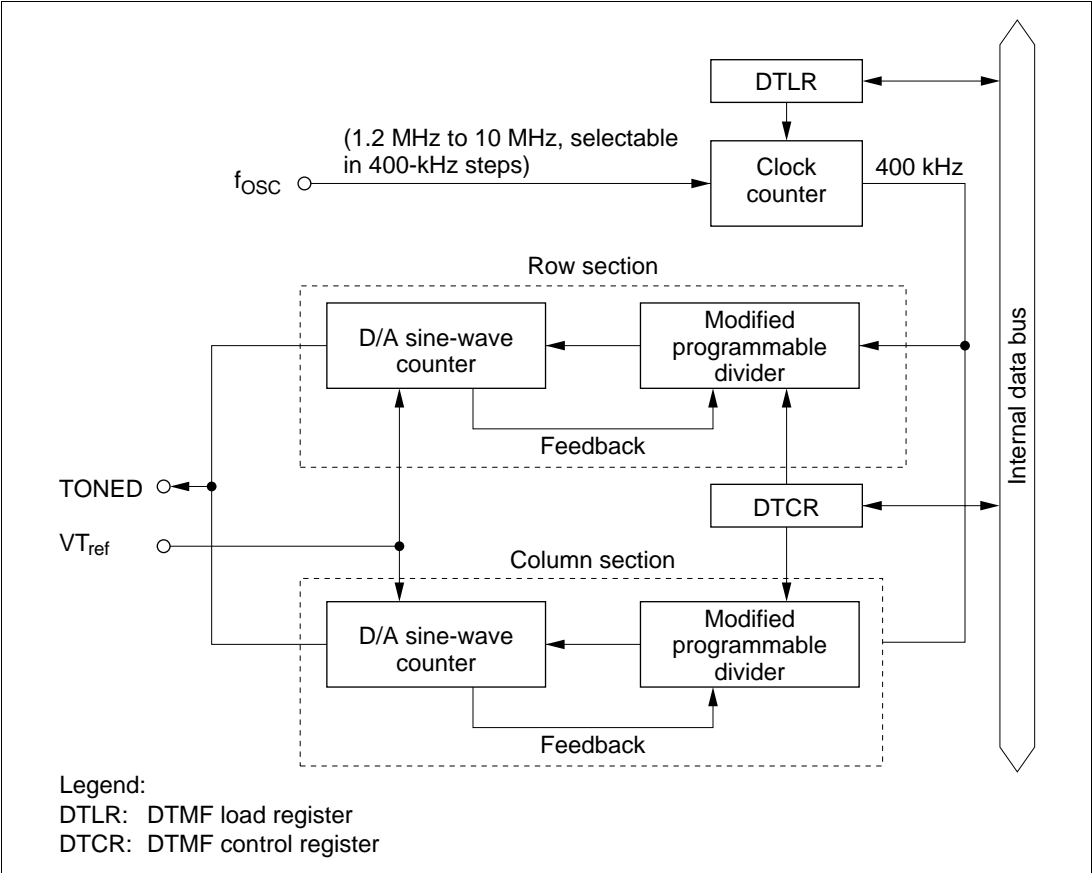 DTLR
(1.2 MHz to 10 MHz, selectable
in 400-kHz steps)
fOSC
Clock
counter
400 kHz
Row section
D/A sine-wave
counter
Modified
programmable
divider
Feedback
Internal data bus
TONED
DTCR
VTref
Column section
D/A sine-wave
counter
Modified
programmable
divider
Feedback
Legend:
DTLR: DTMF load register
DTCR: DTMF control register